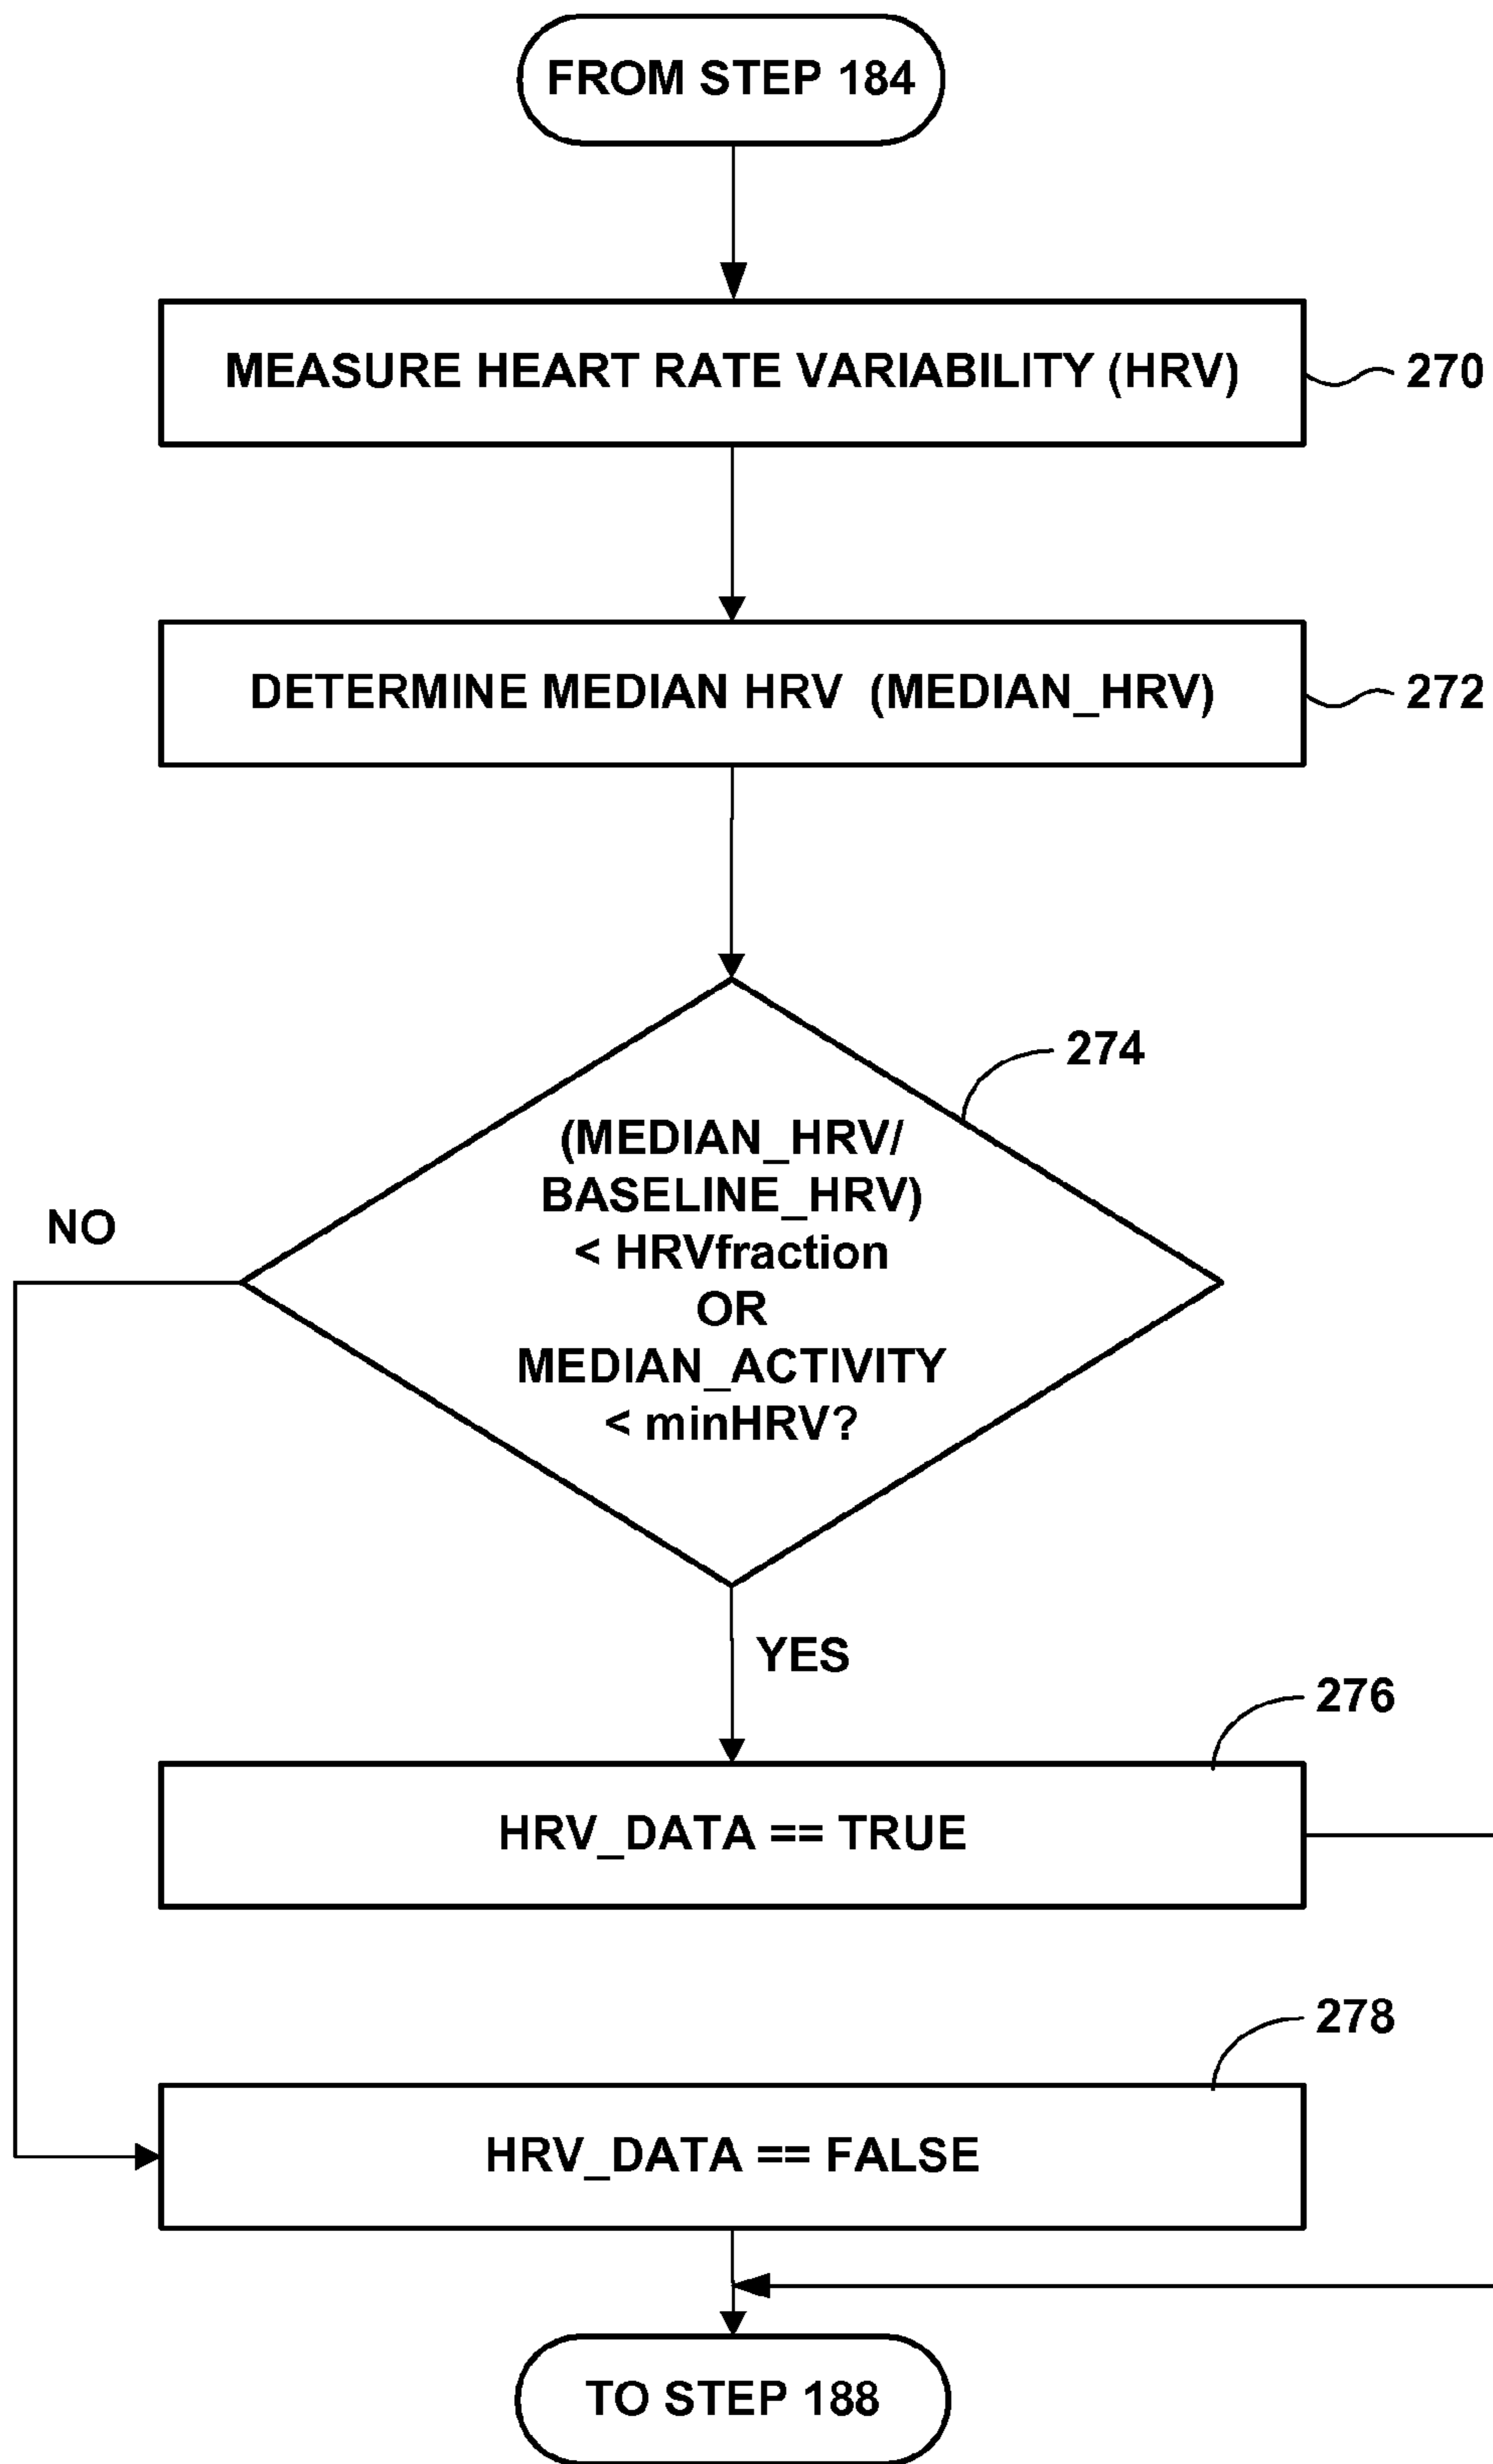 FROM STEP 184
MEASURE HEART RATE VARIABILITY (HRV)
270
DETERMINE MEDIAN HRV (MEDIAN_HRV)
272
274
(MEDIAN_HRV/
BASELINE_HRV)
< HRVfraction
OR
MEDIAN_ACTIVITY
< minHRV?
NO
YES
276
HRV_DATA == TRUE
278
HRV_DATA == FALSE
TO STEP 188